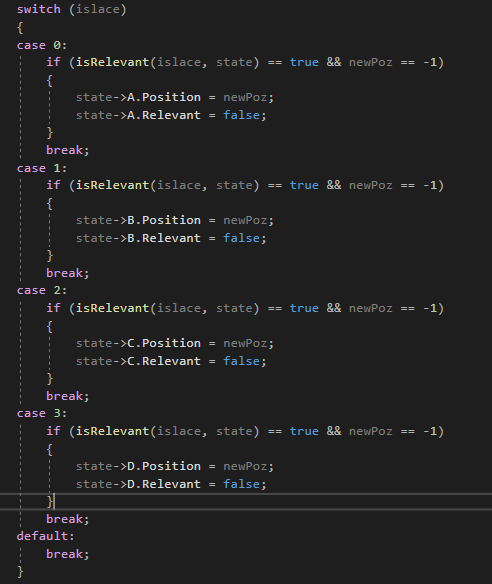 switch (islace)
{
case 0:
    if (isRelevant(islace, state) == true && newPoz == -1)
    {
        state->A.Position = newPoz;
        state->A.Relevant = false;
    }
    break;
case 1:
    if (isRelevant(islace, state) == true && newPoz == -1)
    {
        state->B.Position = newPoz;
        state->B.Relevant = false;
    }
    break;
case 2:
    if (isRelevant(islace, state) == true && newPoz == -1)
    {
        state->C.Position = newPoz;
        state->C.Relevant = false;
    }
    break;
case 3:
    if (isRelevant(islace, state) == true && newPoz == -1)
    {
        state->D.Position = newPoz;
        state->D.Relevant = false;
    }
    break;
default:
    break;
}